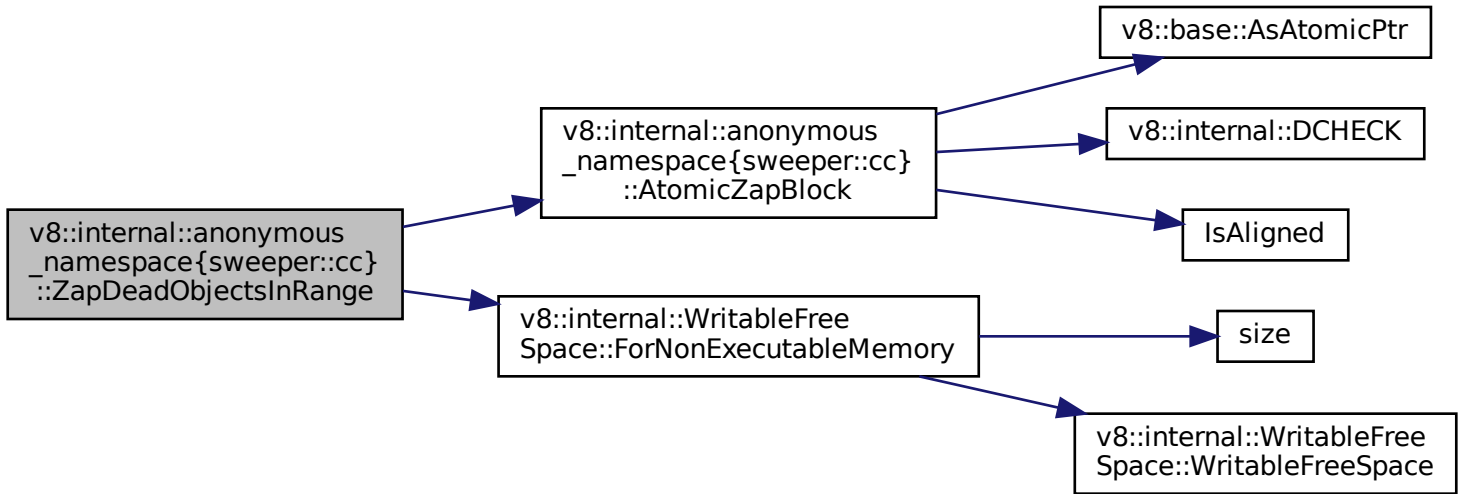 v8::internal::anonymous
_namespace{sweeper::cc}
::ZapDeadObjectsInRange
v8::internal::anonymous
_namespace{sweeper::cc}
::AtomicZapBlock
v8::base::AsAtomicPtr
v8::internal::DCHECK
IsAligned
v8::internal::WritableFree
Space::ForNonExecutableMemory
size
v8::internal::WritableFree
Space::WritableFreeSpace